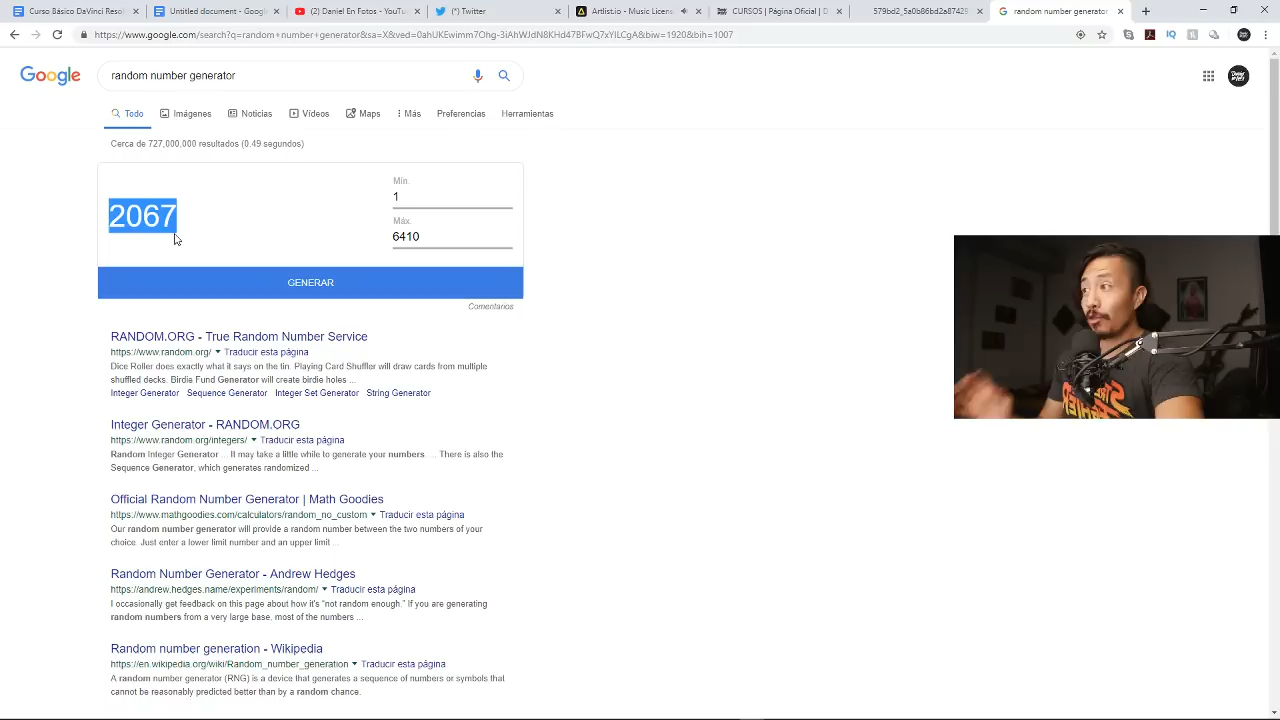 Curso Básico DaVinci Resol
Untitled document - Google
(2) Daniel En Fotos - YouTu
(*) Twitter
Artlist.io - Music Licens
CURSOS | Página Oficial | D
579bd2_5a0b86bd2a87429
random number generator
https://www.google.com/search?q=random+number+generator&sa=X&ved=0ahUKEwimm7Ohg-3iAhWJdN8KHd47BFwQ7xYILCgA&biw=1920&bih=1007
Google
random number generator
Todo
Imágenes
Noticias
Vídeos
Maps
Más
Preferencias
Herramientas
Cerca de 727,000,000 resultados (0.49 segundos)
2067
Mín.
1
Máx.
6410
GENERAR
Comentarios
RANDOM.ORG - True Random Number Service
https://www.random.org/ Traducir esta página
Dice Roller does exactly what it says on the tin. Playing Card Shuffler will draw cards from multiple
shuffled decks. Birdie Fund Generator will create birdie holes ...
Integer Generator Sequence Generator Integer Set Generator String Generator
Integer Generator - RANDOM.ORG
https://www.random.org/integers/ Traducir esta página
Random Integer Generator ... It may take a little while to generate your numbers. ... There is also the
Sequence Generator, which generates randomized ...
Official Random Number Generator | Math Goodies
https://www.mathgoodies.com/calculators/random_no_custom Traducir esta página
Our random number generator will provide a random number between the two numbers of your
choice. Just enter a lower limit number and an upper limit ...
Random Number Generator - Andrew Hedges
https://andrew.hedges.name/experiments/random/ Traducir esta página
I occasionally get feedback on this page about how it's "not random enough." If you are generating
random numbers from a very large base, most of the numbers ...
Random number generation - Wikipedia
https://en.wikipedia.org/wiki/Random_number_generation Traducir esta página
A random number generator (RNG) is a device that generates a sequence of numbers or symbols that
cannot be reasonably predicted better than by a random chance.